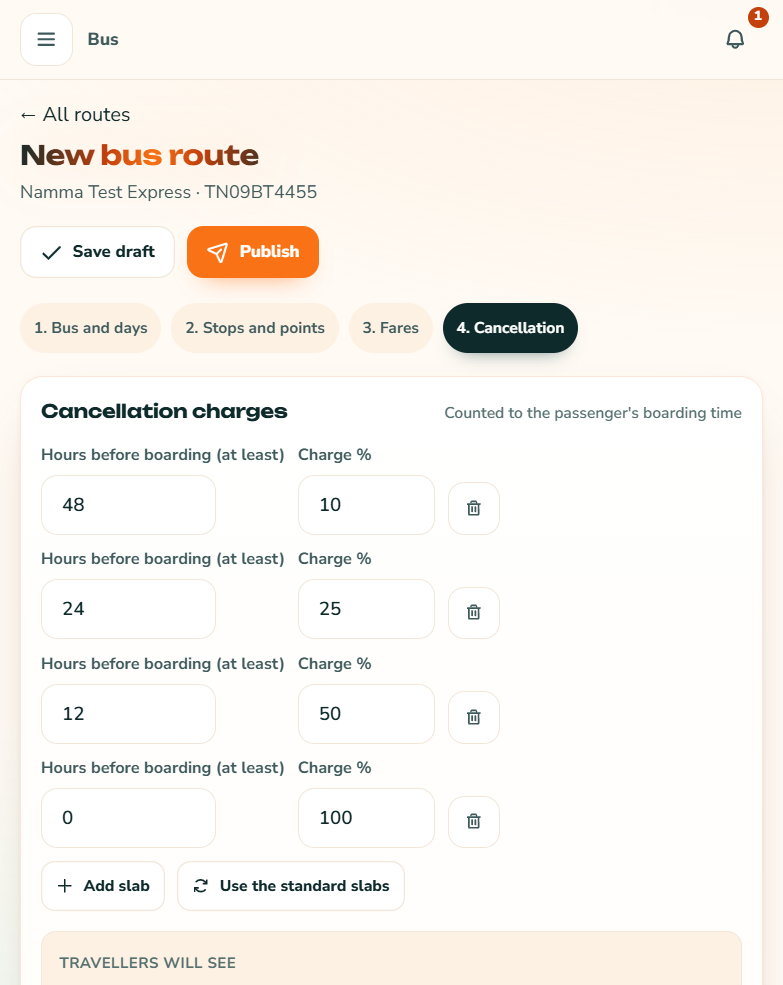 Bus
1
← All routes
New bus route
Namma Test Express · TN09BT4455
Save draft
Publish
1. Bus and days
2. Stops and points
3. Fares
4. Cancellation
Cancellation charges
Counted to the passenger's boarding time
Hours before boarding (at least) Charge %
48 10
Hours before boarding (at least) Charge %
24 25
Hours before boarding (at least) Charge %
12 50
Hours before boarding (at least) Charge %
0 100
Add slab
Use the standard slabs
TRAVELLERS WILL SEE